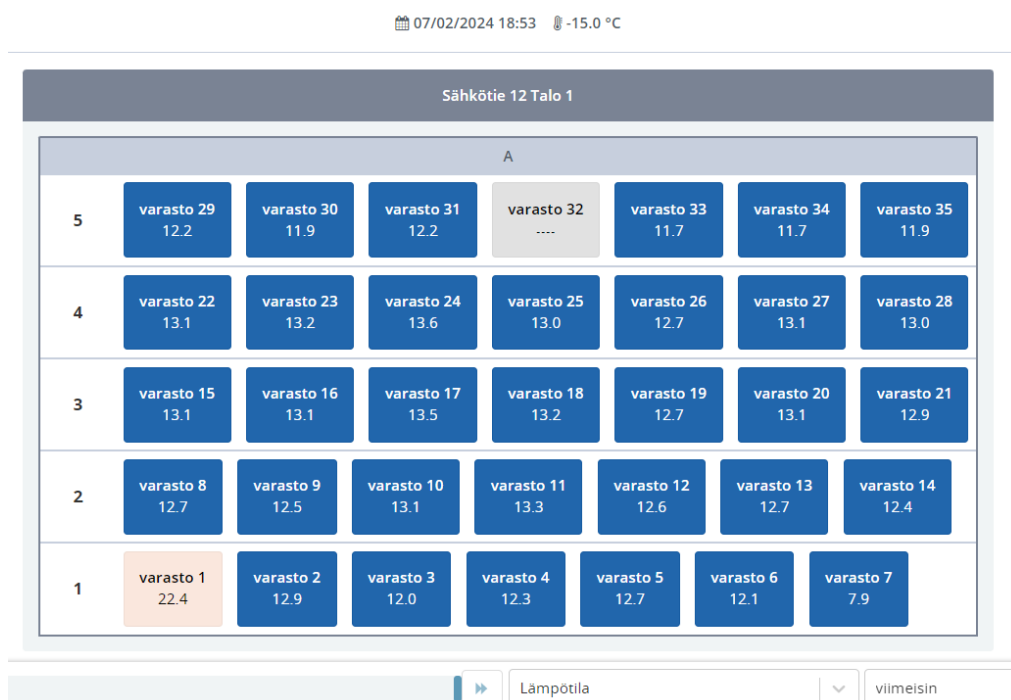 07/02/2024 18:53 -15.0 °C
Sähkötie 12 Talo 1
A
5
varasto 29 varasto 30 varasto 31 varasto 32 varasto 33 varasto 34 varasto 35
12.2 11.9 12.2 ---- 11.7 11.7 11.9
4
varasto 22 varasto 23 varasto 24 varasto 25 varasto 26 varasto 27 varasto 28
13.1 13.2 13.6 13.0 12.7 13.1 13.0
3
varasto 15 varasto 16 varasto 17 varasto 18 varasto 19 varasto 20 varasto 21
13.1 13.1 13.5 13.2 12.7 13.1 12.9
2
varasto 8 varasto 9 varasto 10 varasto 11 varasto 12 varasto 13 varasto 14
12.7 12.5 13.1 13.3 12.6 12.7 12.4
1
varasto 1 varasto 2 varasto 3 varasto 4 varasto 5 varasto 6 varasto 7
22.4 12.9 12.0 12.3 12.7 12.1 7.9
Lämpötila viimeisin